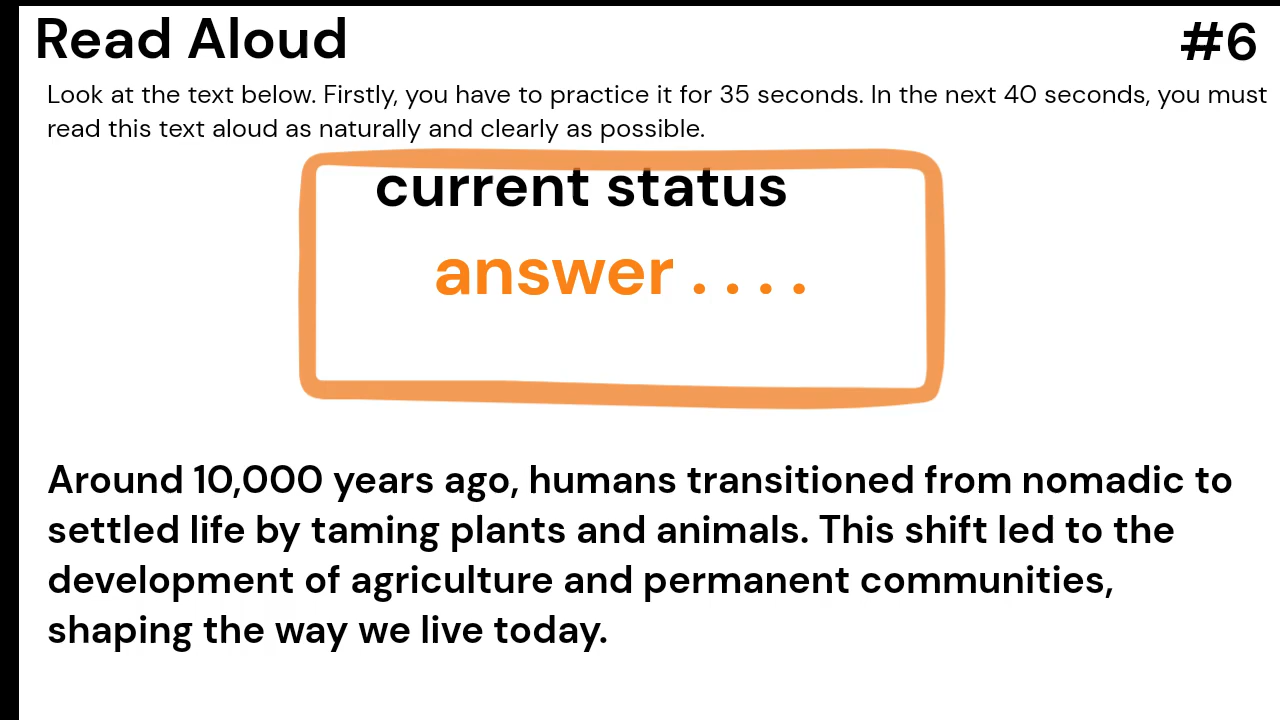 Read Aloud
#6
Look at the text below. Firstly, you have to practice it for 35 seconds. In the next 40 seconds, you must
read this text aloud as naturally and clearly as possible.
current status
answer . . . .
Around 10,000 years ago, humans transitioned from nomadic to
settled life by taming plants and animals. This shift led to the
development of agriculture and permanent communities,
shaping the way we live today.